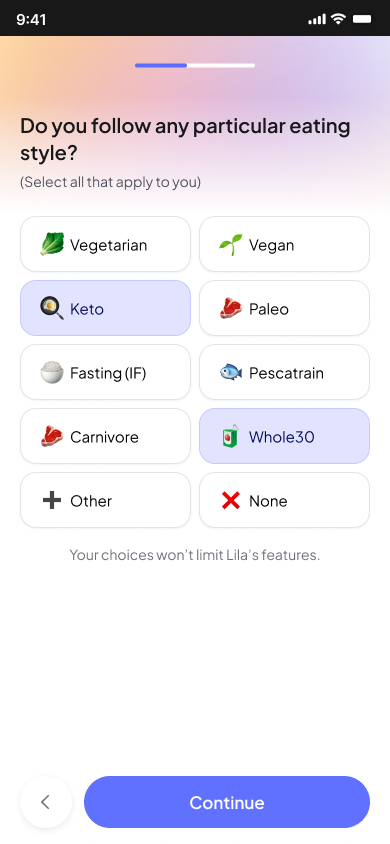 9:41
Do you follow any particular eating
style?
(Select all that apply to you)
Vegetarian
Vegan
Keto
Paleo
Fasting (IF)
Pescatrain
Carnivore
Whole30
Other
None
Your choices won't limit Lila's features.
Continue